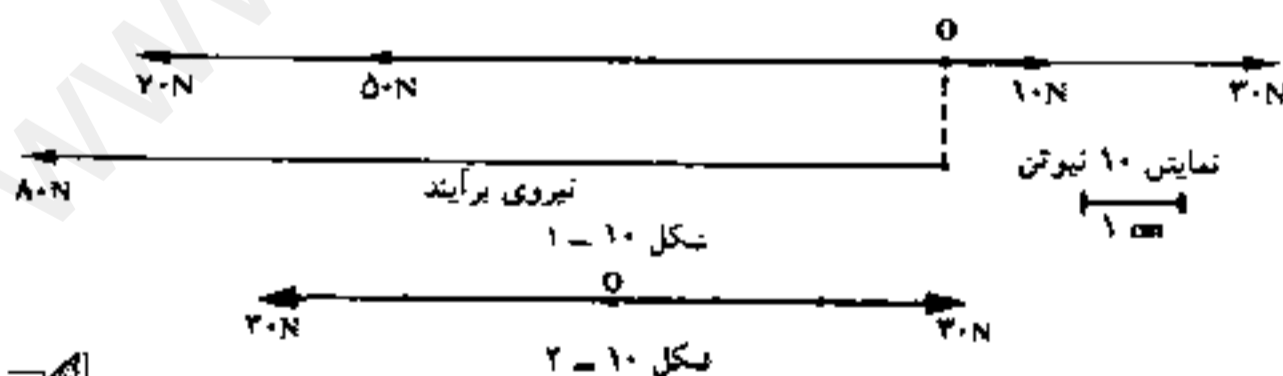 O
۷۰N ۵۰N ۱۰N ۳۰N
نمایش ۱۰ نیوتن
۸۰N نیروی برآیند
۱ cm
شکل ۱۰ – ۱
O
۳۰N ۳۰N
شکل ۱۰ – ۲